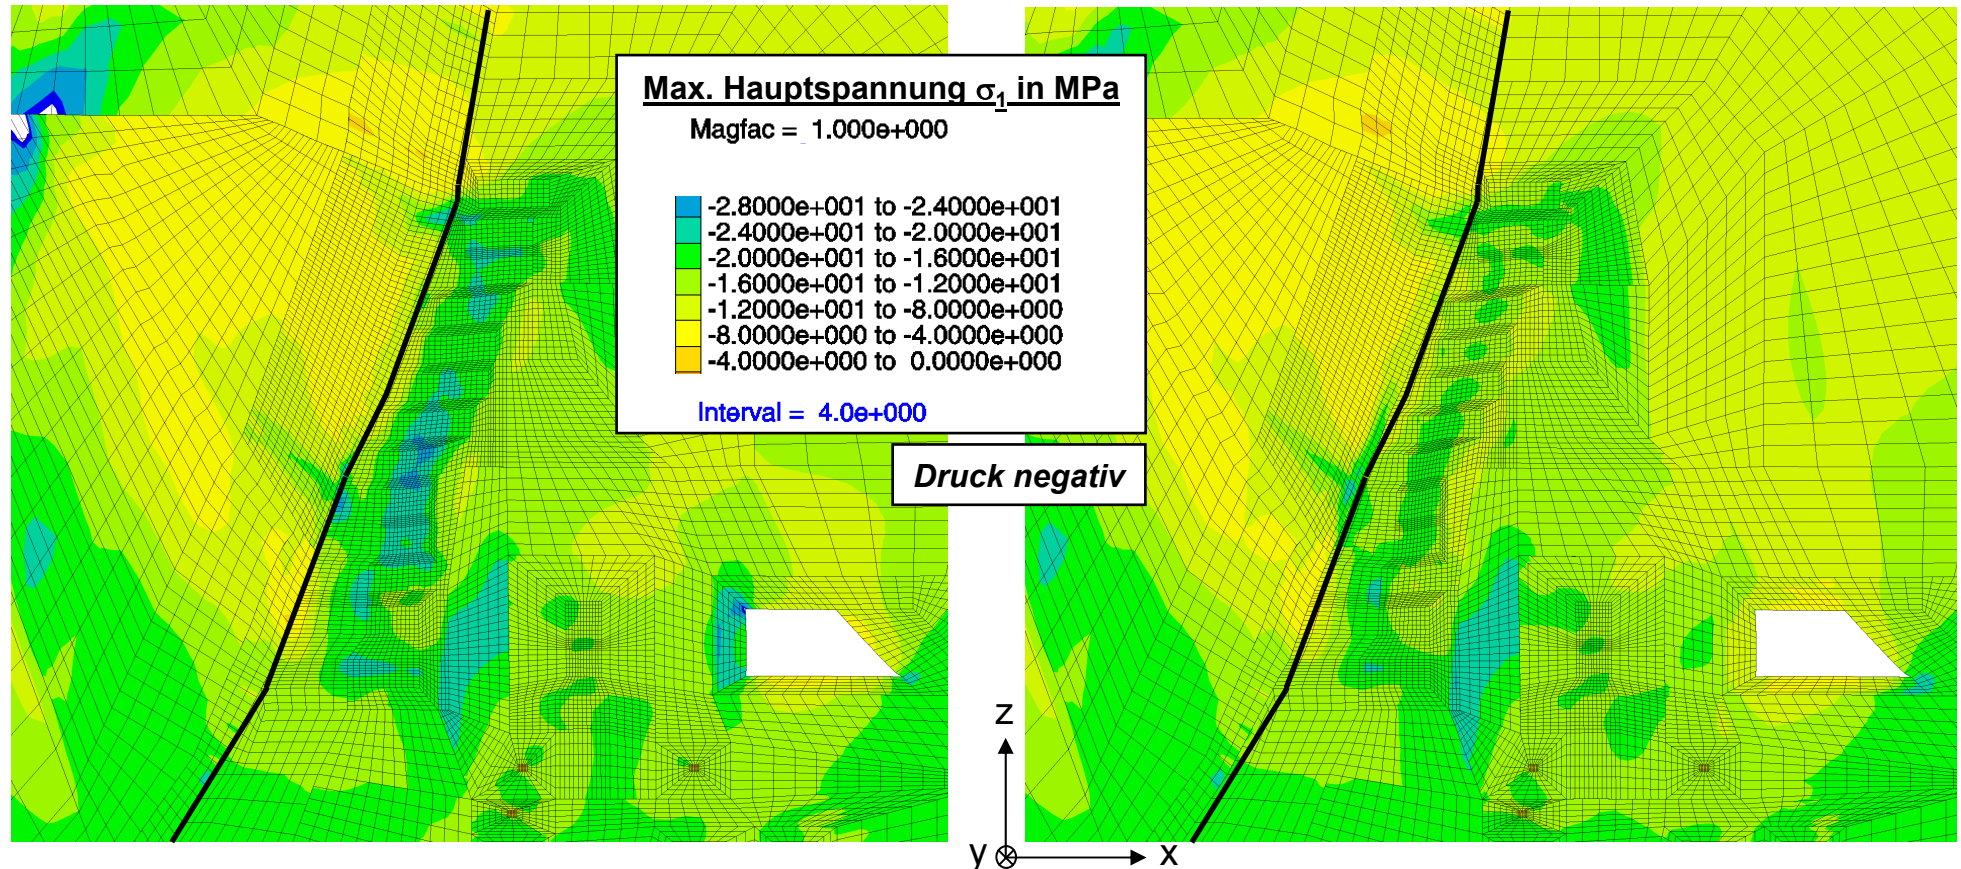 Max. Hauptspannung σ1 in MPa
Magfac = 1.000e+000
-2.8000e+001 to -2.4000e+001
-2.4000e+001 to -2.0000e+001
-2.0000e+001 to -1.6000e+001
-1.6000e+001 to -1.2000e+001
-1.2000e+001 to -8.0000e+000
-8.0000e+000 to -4.0000e+000
-4.0000e+000 to 0.0000e+000
Interval = 4.0e+000
Druck negativ
z
y
x